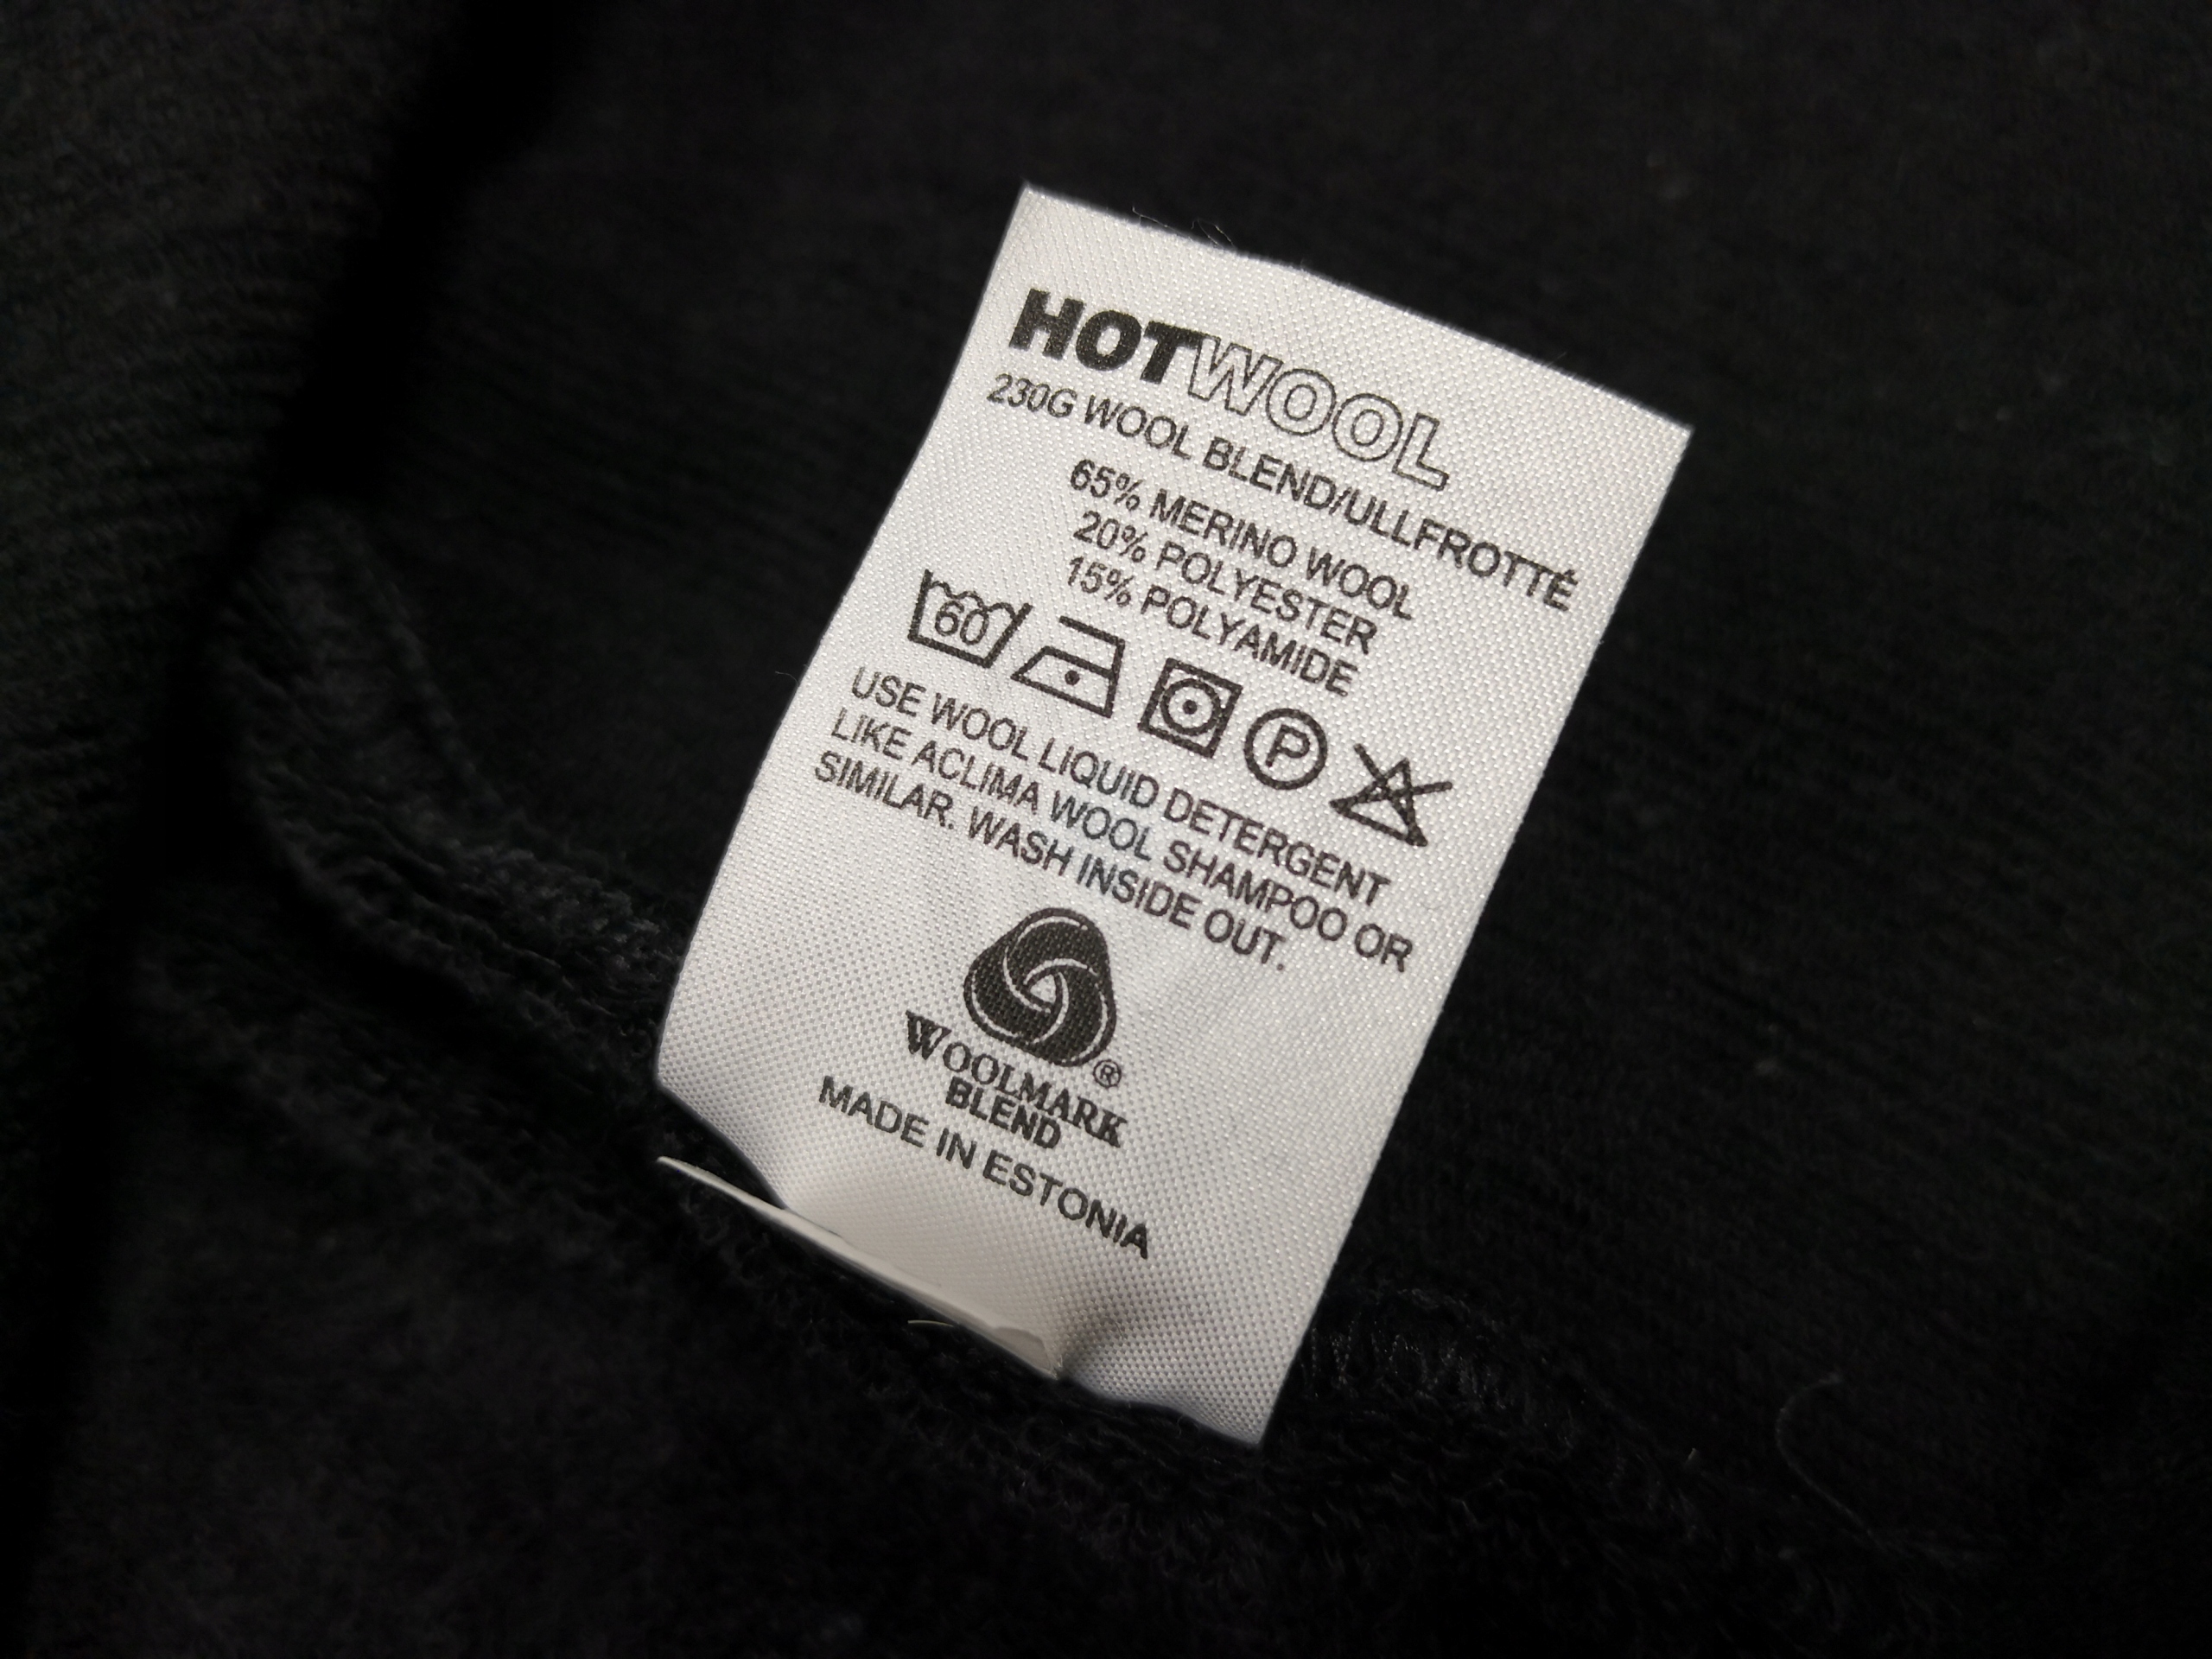 HOTWOOL
230G WOOL BLEND/ULLFROTTÉ
65% MERINO WOOL
20% POLYESTER
15% POLYAMIDE
60 P
USE WOOL LIQUID DETERGENT
LIKE ACLIMA WOOL SHAMPOO OR
SIMILAR. WASH INSIDE OUT.
®
WOOLMARK
BLEND
MADE IN ESTONIA